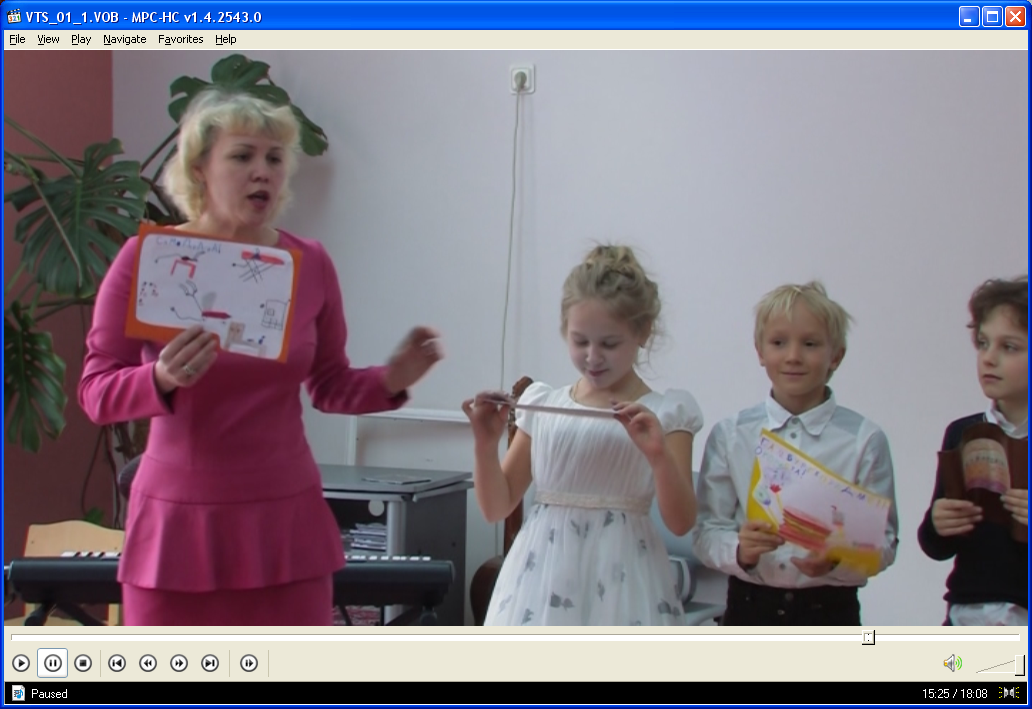 VTS_01_1.VOB - MPC-HC v1.4.2543.0
File View Play Navigate Favorites Help
Paused
15:25 / 18:08